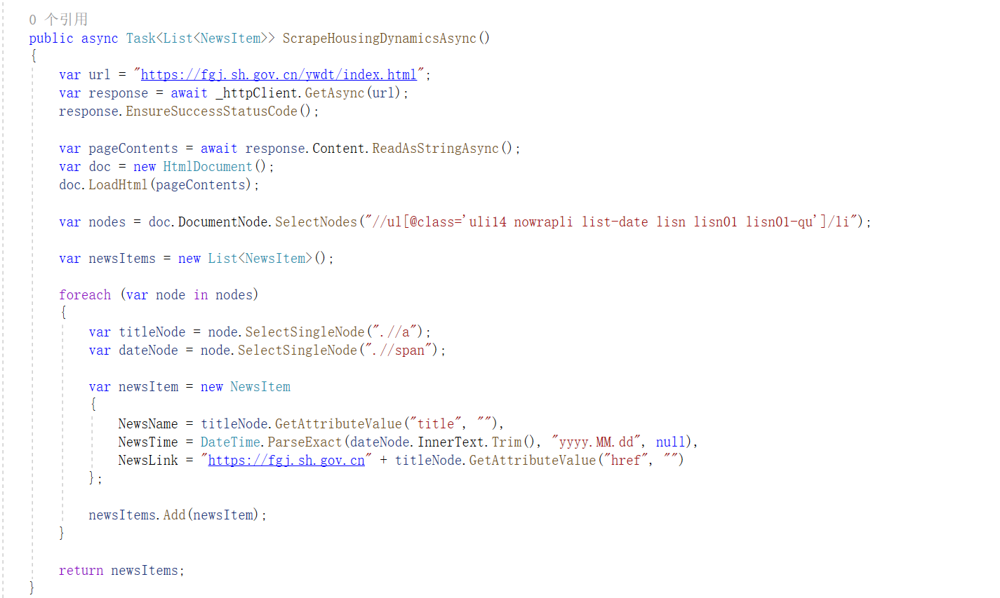 0 个引用
public async Task<List<NewsItem>> ScrapeHousingDynamicsAsync()
{
var url = "https://fgj.sh.gov.cn/ywdt/index.html";
var response = await _httpClient.GetAsync(url);
response.EnsureSuccessStatusCode();
var pageContents = await response.Content.ReadAsStringAsync();
var doc = new HtmlDocument();
doc.LoadHtml(pageContents);
var nodes = doc.DocumentNode.SelectNodes("//ul[@class='uli14 nowrapli list-date lisn lisn01 lisn01-qu']/li");
var newsItems = new List<NewsItem>();
foreach (var node in nodes)
{
var titleNode = node.SelectSingleNode(".//a");
var dateNode = node.SelectSingleNode(".//span");
var newsItem = new NewsItem
{
NewsName = titleNode.GetAttributeValue("title", ""),
NewsTime = DateTime.ParseExact(dateNode.InnerText.Trim(), "yyyy.MM.dd", null),
NewsLink = "https://fgj.sh.gov.cn" + titleNode.GetAttributeValue("href", "")
};
newsItems.Add(newsItem);
}
return newsItems;
}